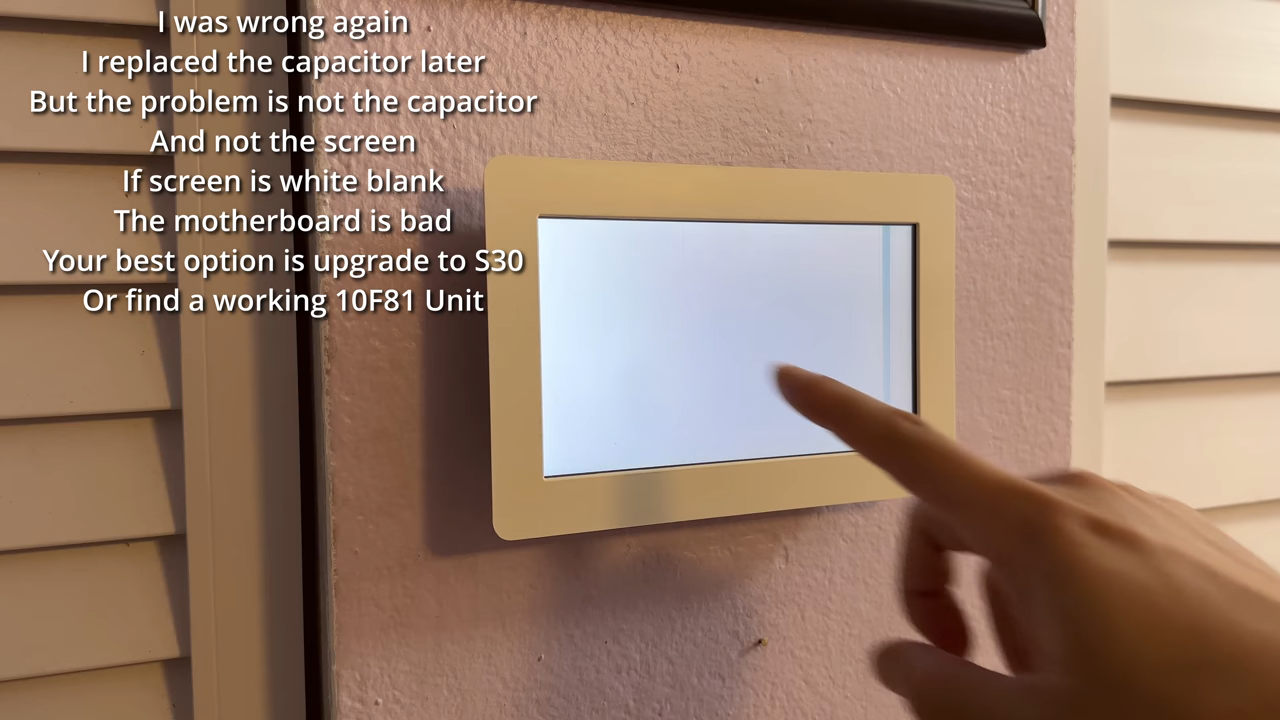 I was wrong again
I replaced the capacitor later
But the problem is not the capacitor
And not the screen
If screen is white blank
The motherboard is bad
Your best option is upgrade to S30
Or find a working 10F81 Unit